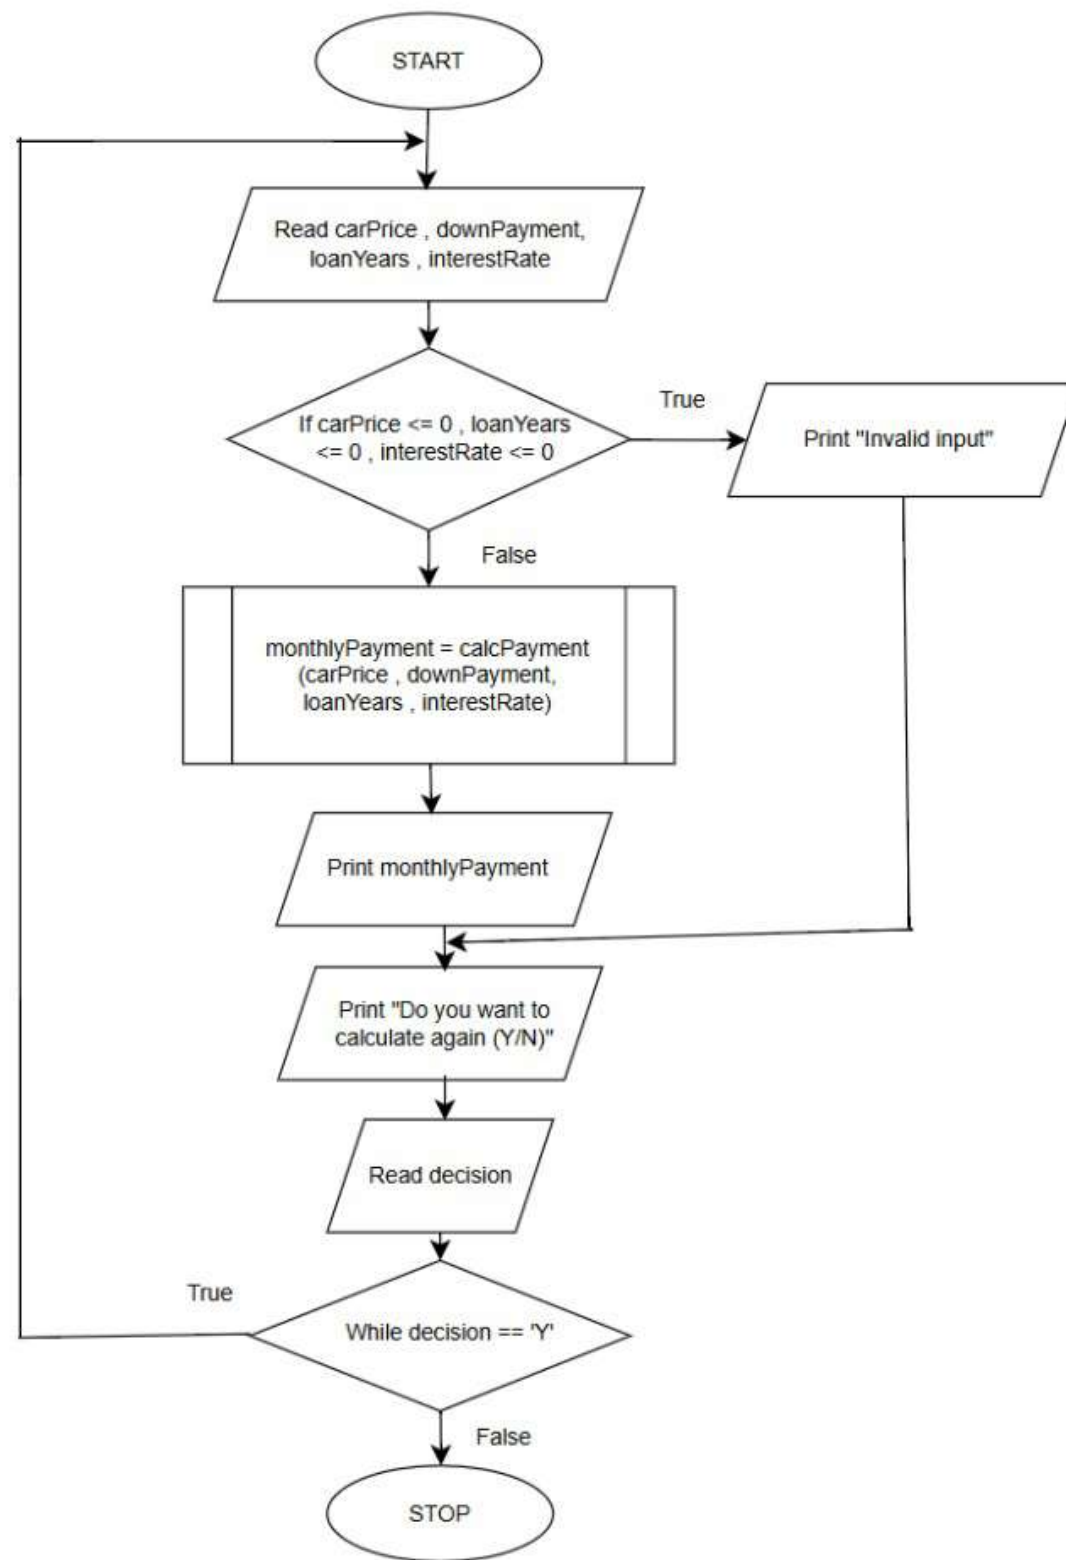 START
Read carPrice , downPayment,
loanYears , interestRate
If carPrice <= 0 , loanYears
<= 0 , interestRate <= 0
True
Print "Invalid input"
False
monthlyPayment = calcPayment
(carPrice , downPayment,
loanYears , interestRate)
Print monthlyPayment
Print "Do you want to
calculate again (Y/N)"
Read decision
True
While decision == 'Y'
False
STOP